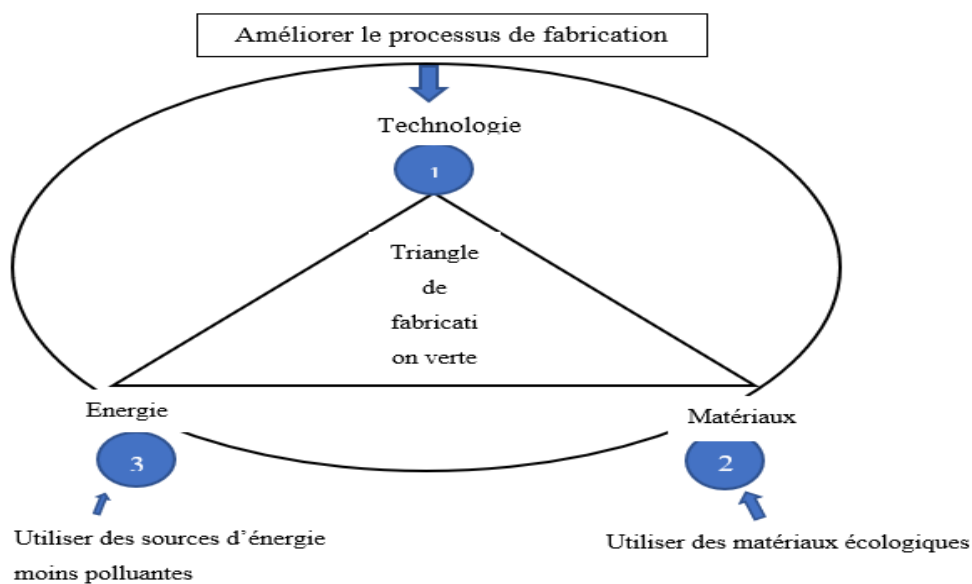 Améliorer le processus de fabrication
Technologie
1
Triangle
de
fabricati
on verte
Energie
Matériaux
3
2
Utiliser des sources d'énergie
moins polluantes
Utiliser des matériaux écologiques